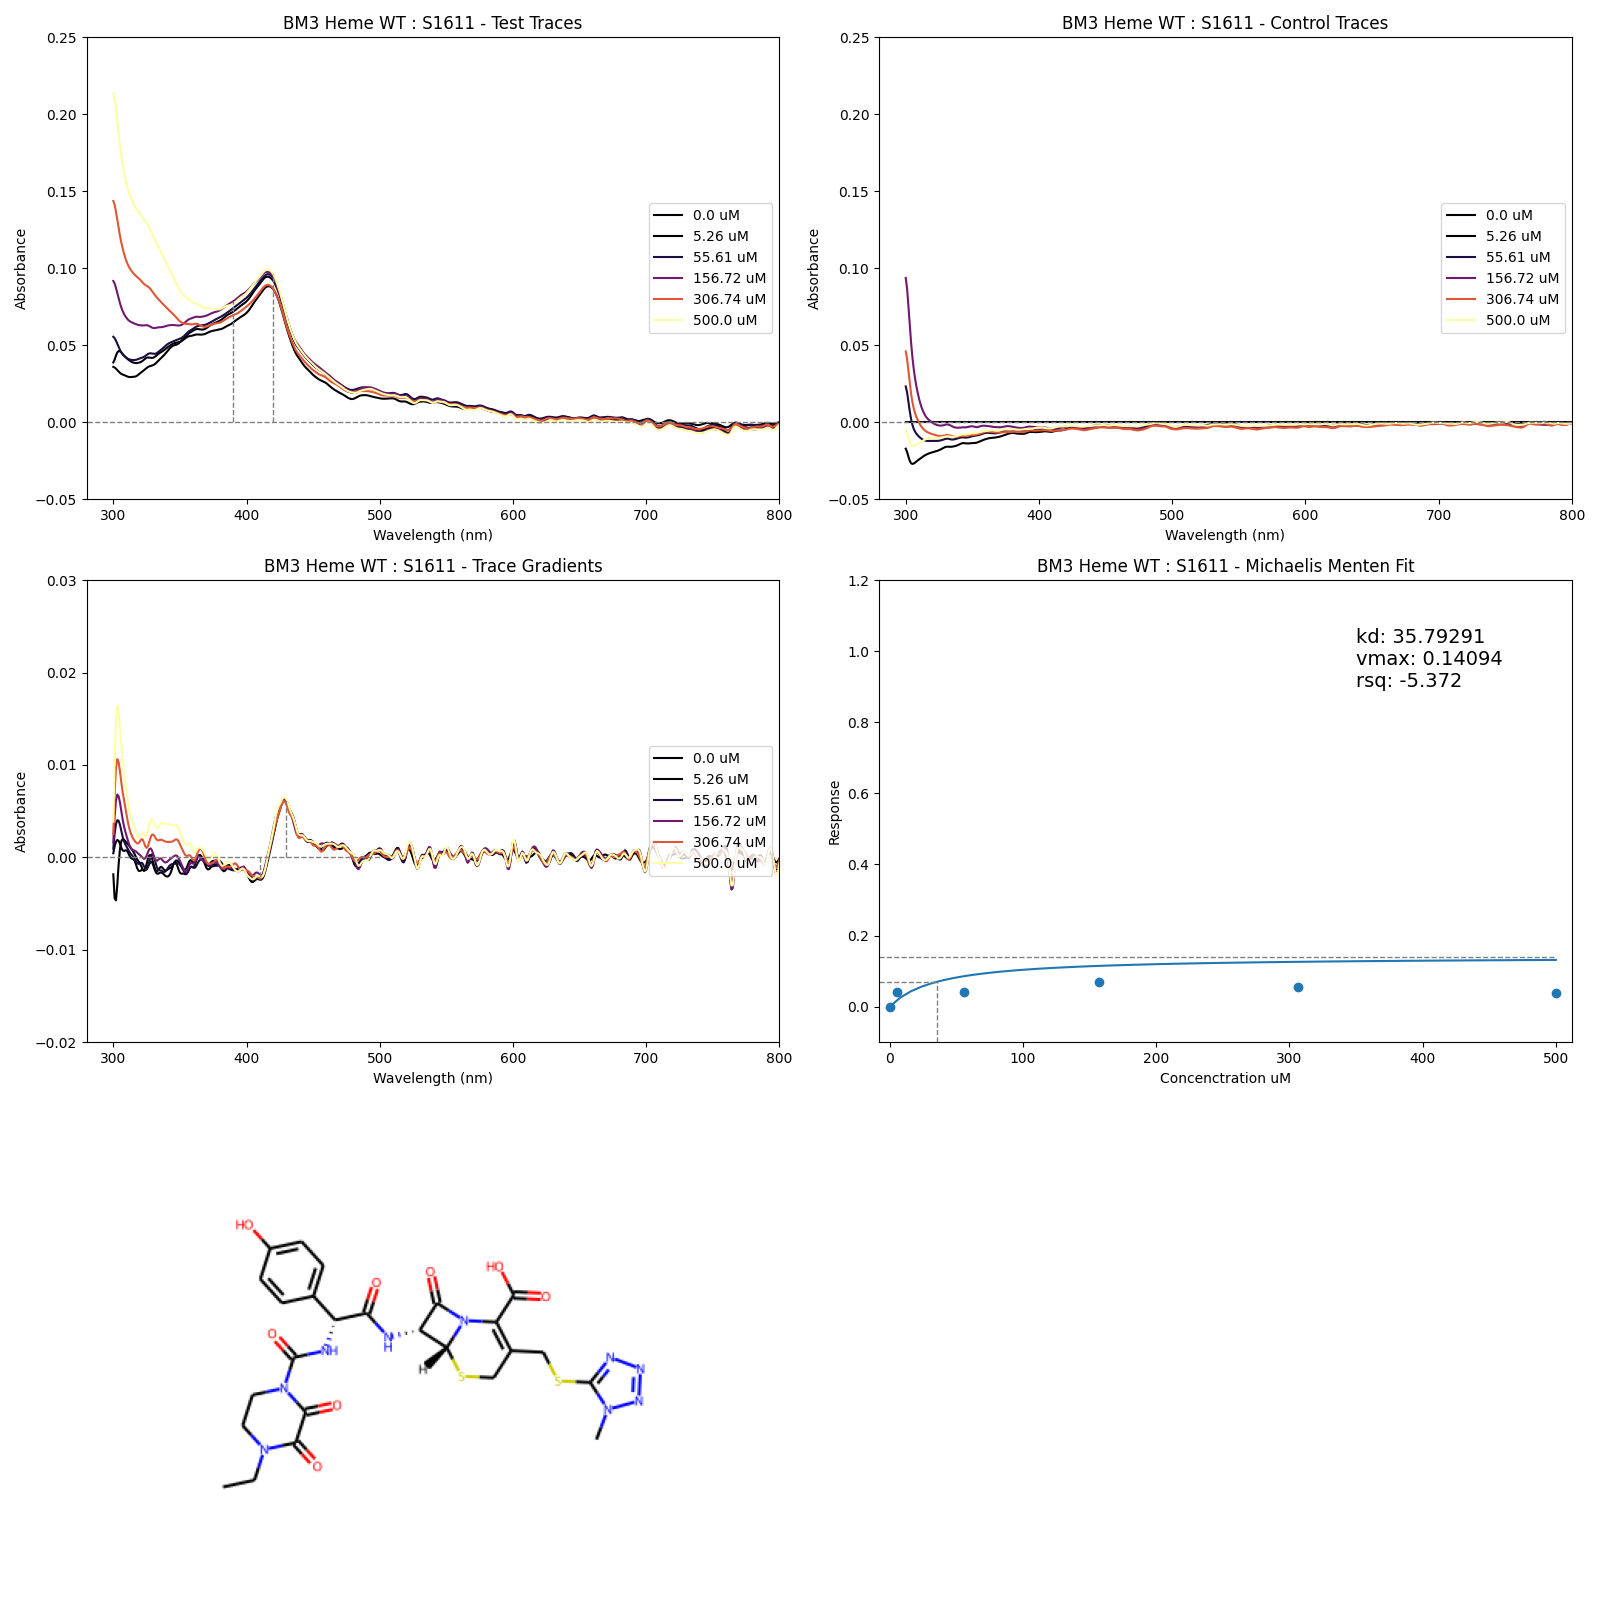 BM3 Heme WT : S1611 - Test Traces
0.25
0.20
0.15
0.10
0.05
0.00
−0.05
Absorbance
300 400 500 600 700 800
Wavelength (nm)
0.0 uM
5.26 uM
55.61 uM
156.72 uM
306.74 uM
500.0 uM
BM3 Heme WT : S1611 - Control Traces
0.25
0.20
0.15
0.10
0.05
0.00
−0.05
Absorbance
300 400 500 600 700 800
Wavelength (nm)
0.0 uM
5.26 uM
55.61 uM
156.72 uM
306.74 uM
500.0 uM
BM3 Heme WT : S1611 - Trace Gradients
0.03
0.02
0.01
0.00
−0.01
−0.02
Absorbance
300 400 500 600 700 800
Wavelength (nm)
0.0 uM
5.26 uM
55.61 uM
156.72 uM
306.74 uM
500.0 uM
BM3 Heme WT : S1611 - Michaelis Menten Fit
1.2
1.0
0.8
0.6
0.4
0.2
0.0
Response
0 100 200 300 400 500
Concenctration uM
kd: 35.79291
vmax: 0.14094
rsq: -5.372
HO
O
O
HO
O
O
NH
N
H
N
H
S
S
N
N
N
N
N
O
O
N
O